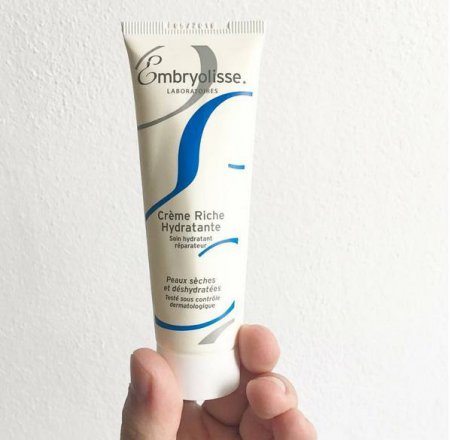 Embryolisse.
LABORATOIRES
Crème Riche
Hydratante
Soin hydratant
réparateur
Peaux sèches
et déshydratées
Testé sous contrôle
dermatologique